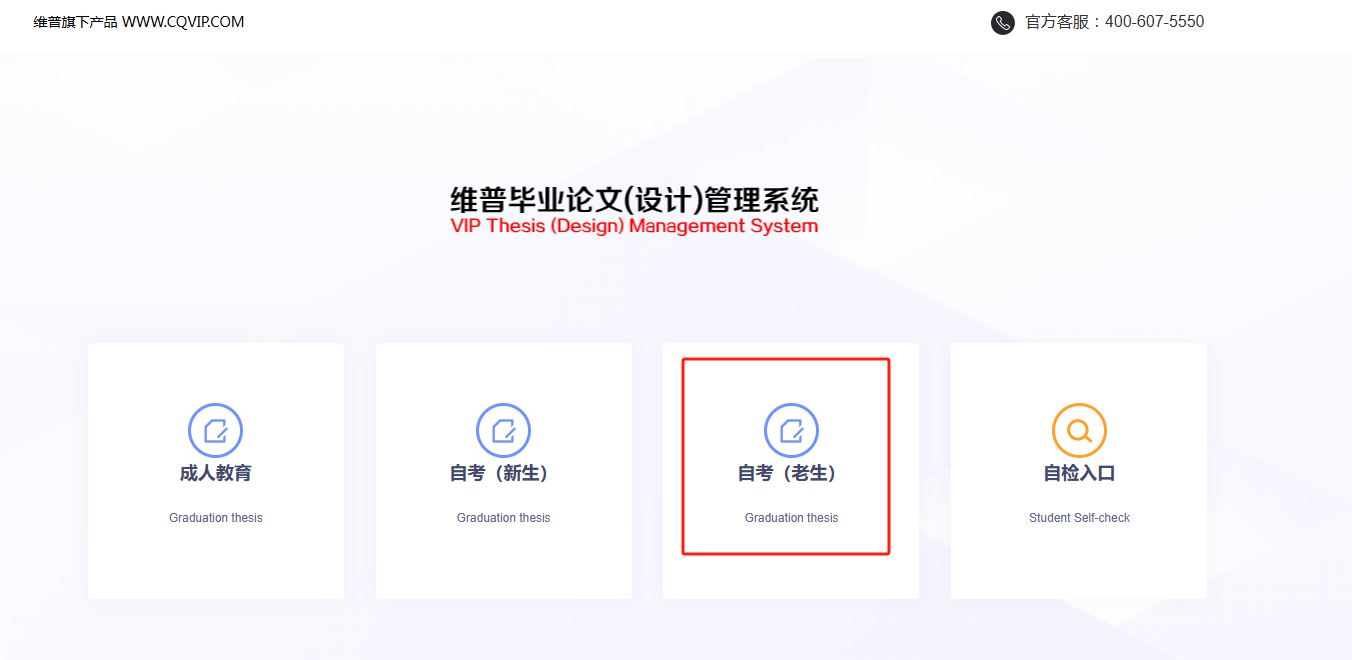 维普旗下产品 WWW.CQVIP.COM
官方客服：400-607-5550
维普毕业论文(设计)管理系统
VIP Thesis (Design) Management System
成人教育
Graduation thesis
自考（新生）
Graduation thesis
自考（老生）
Graduation thesis
自检入口
Student Self-check